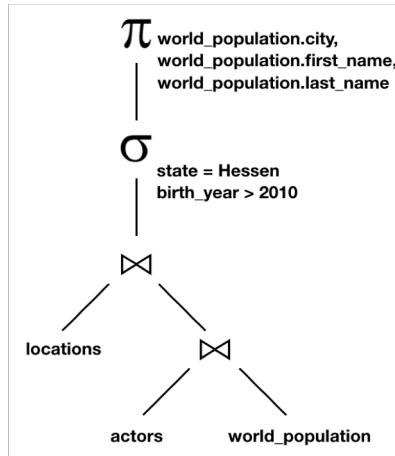 π world_population.city,
world_population.first_name,
world_population.last_name
σ
state = Hessen
birth_year > 2010
⋈
locations
⋈
actors world_population